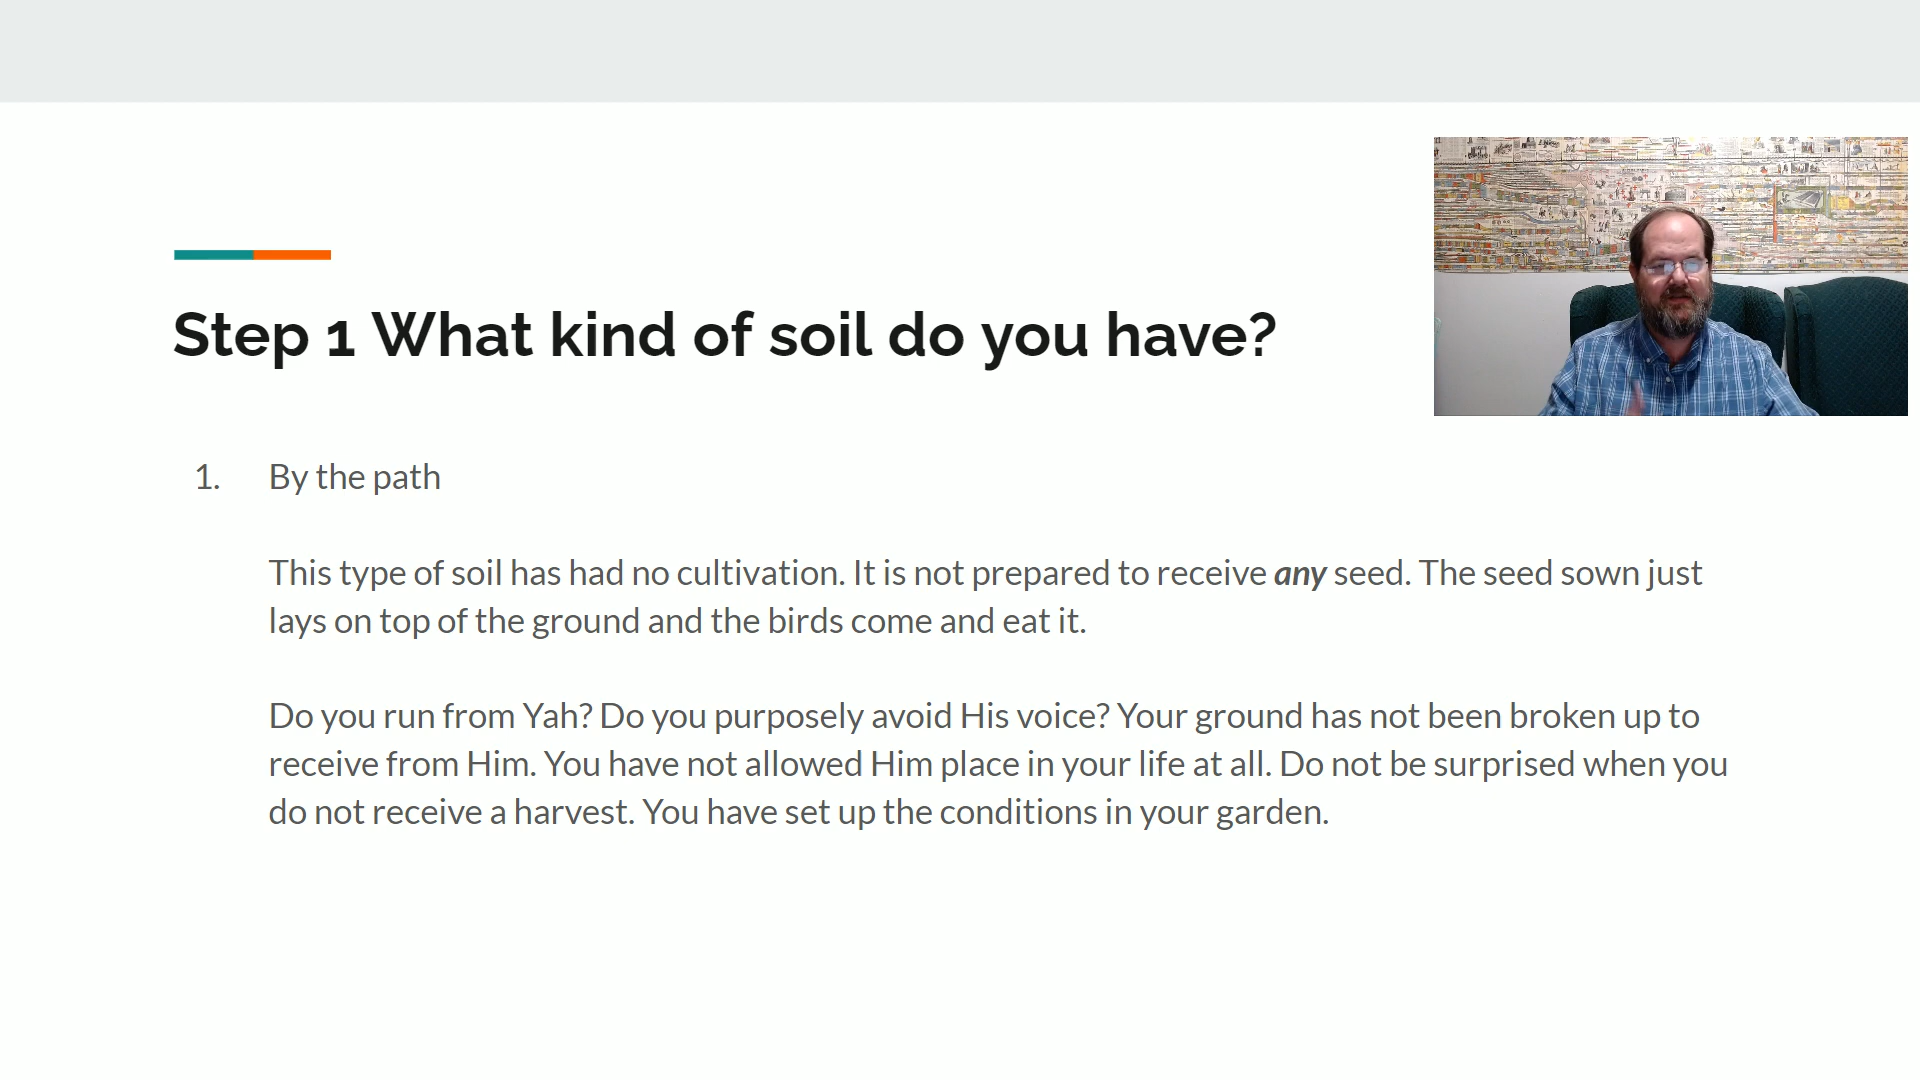 Step 1 What kind of soil do you have?
1. By the path
This type of soil has had no cultivation. It is not prepared to receive any seed. The seed sown just
lays on top of the ground and the birds come and eat it.
Do you run from Yah? Do you purposely avoid His voice? Your ground has not been broken up to
receive from Him. You have not allowed Him place in your life at all. Do not be surprised when you
do not receive a harvest. You have set up the conditions in your garden.